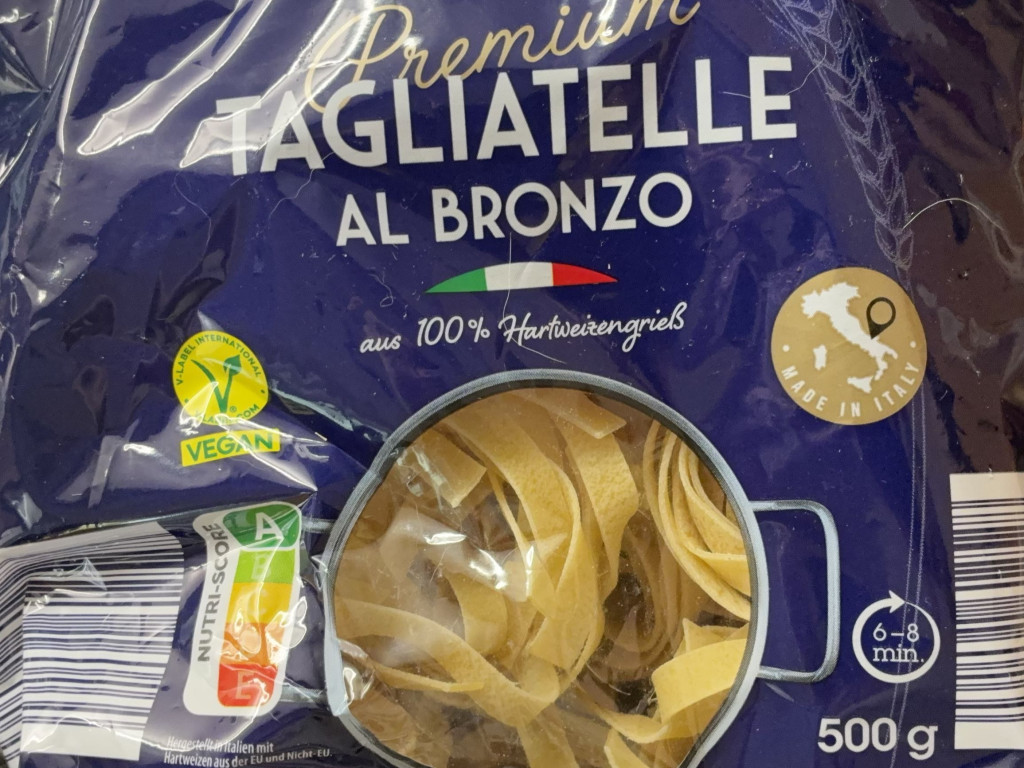 Premium
TAGLIATELLE
AL BRONZO
aus 100% Hartweizengrieß
V-LABEL INTERNATIONAL
VEGAN
MADE IN ITALY
NUTRI-SCORE
A
B
E
6–8
min.
500 g
Hergestellt in Italien mit
Hartweizen aus der EU und Nicht-EU.